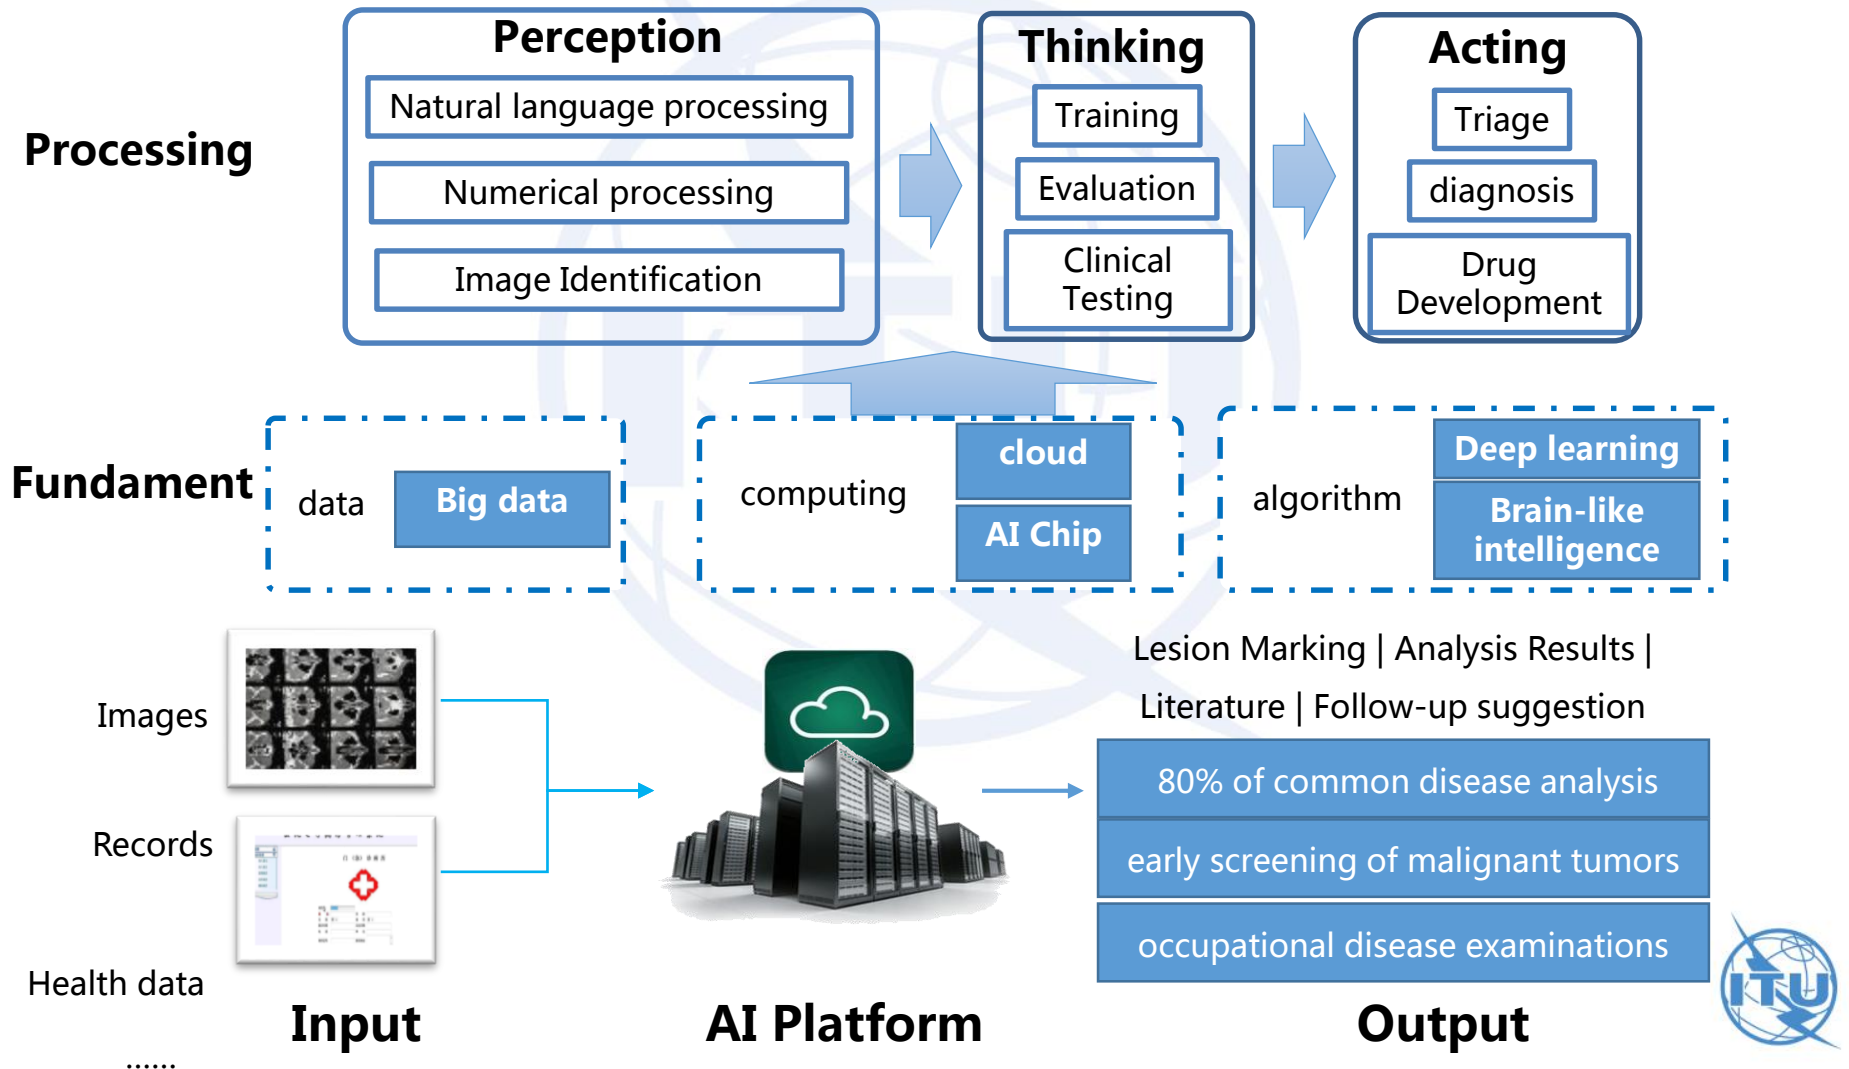 Processing
Perception
Natural language processing
Numerical processing
Image Identification
Thinking
Training
Evaluation
Clinical
Testing
Acting
Triage
diagnosis
Drug
Development
Fundament
data
Big data
computing
cloud
AI Chip
algorithm
Deep learning
Brain-like
intelligence
Images
Records
Health data
......
Input
AI Platform
Lesion Marking | Analysis Results |
Literature | Follow-up suggestion
80% of common disease analysis
early screening of malignant tumors
occupational disease examinations
Output
ITU